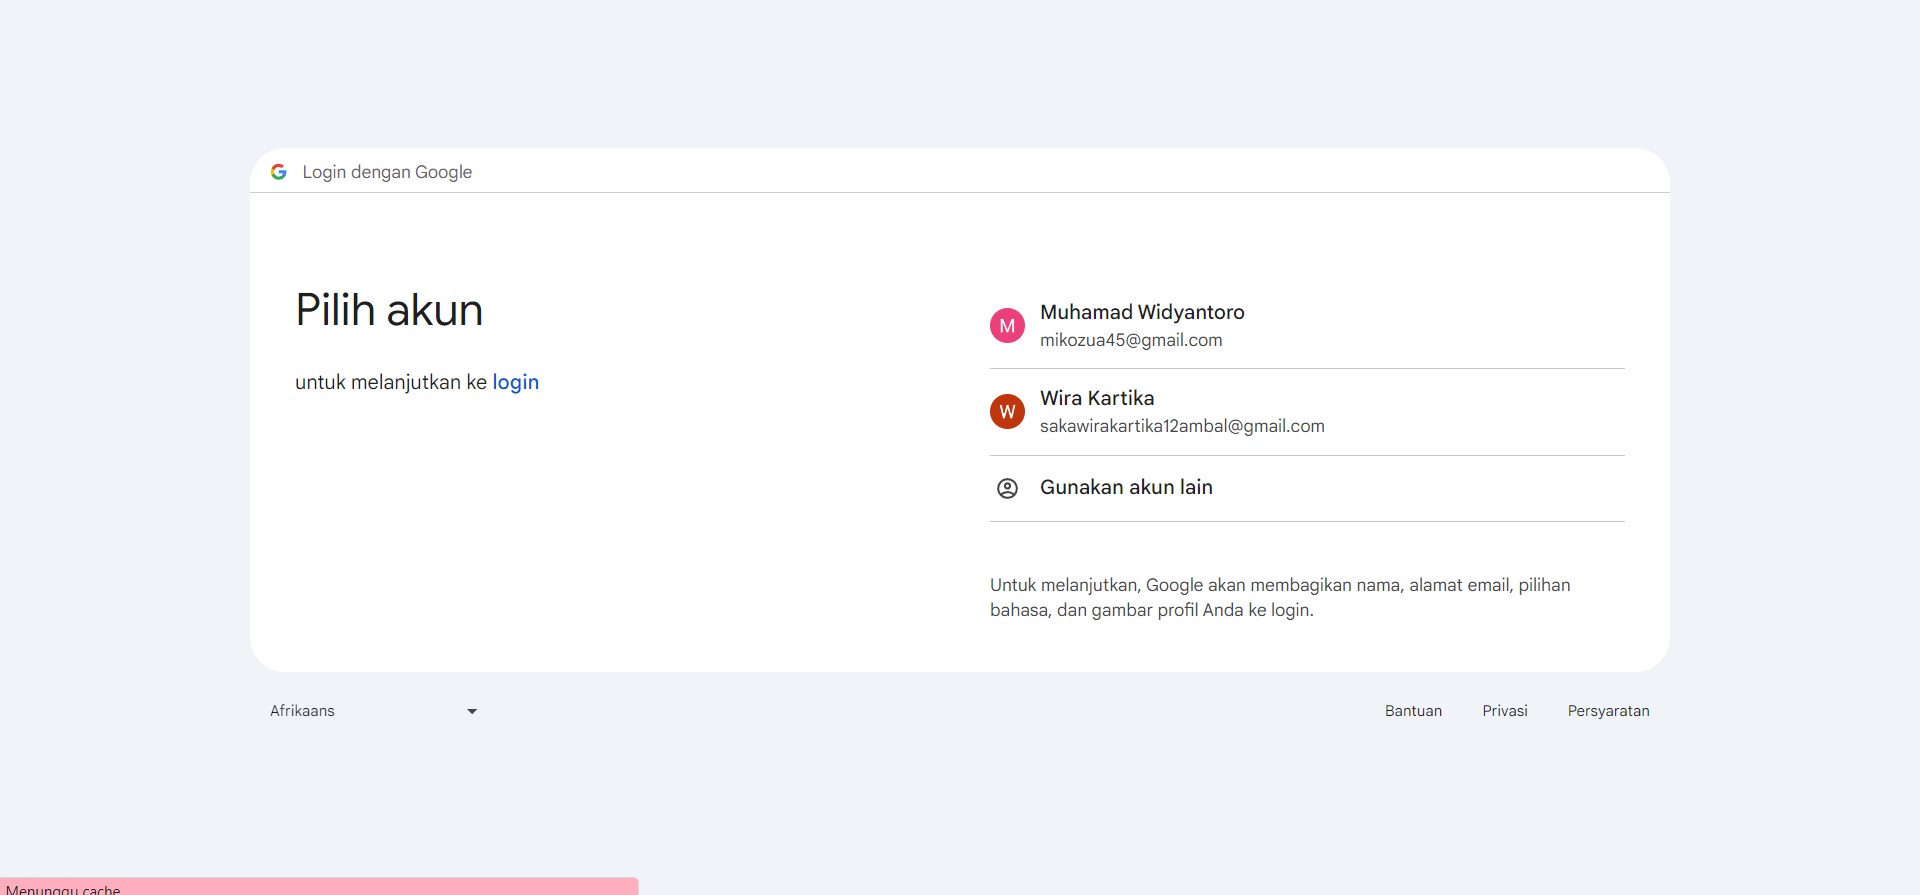 Login dengan Google
Pilih akun
untuk melanjutkan ke login
M
Muhamad Widyantoro
mikozua45@gmail.com
W
Wira Kartika
sakawirakartika12ambal@gmail.com
Gunakan akun lain
Untuk melanjutkan, Google akan membagikan nama, alamat email, pilihan
bahasa, dan gambar profil Anda ke login.
Afrikaans
Bantuan
Privasi
Persyaratan
Menunggu cache